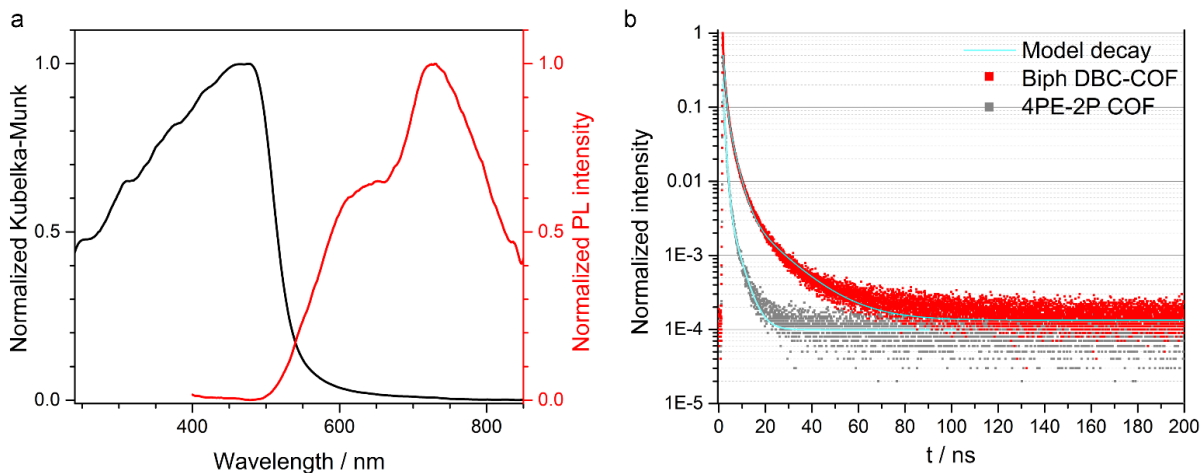 a
Normalized Kubelka-Munk
1.0
0.5
0.0
400
600
800
Wavelength / nm
1.0
0.5
0.0
Normalized PL intensity
b
Normalized intensity
1
0.1
0.01
1E-3
1E-4
1E-5
Model decay
Biph DBC-COF
4PE-2P COF
0 20 40 60 80 100 120 140 160 180 200
t / ns